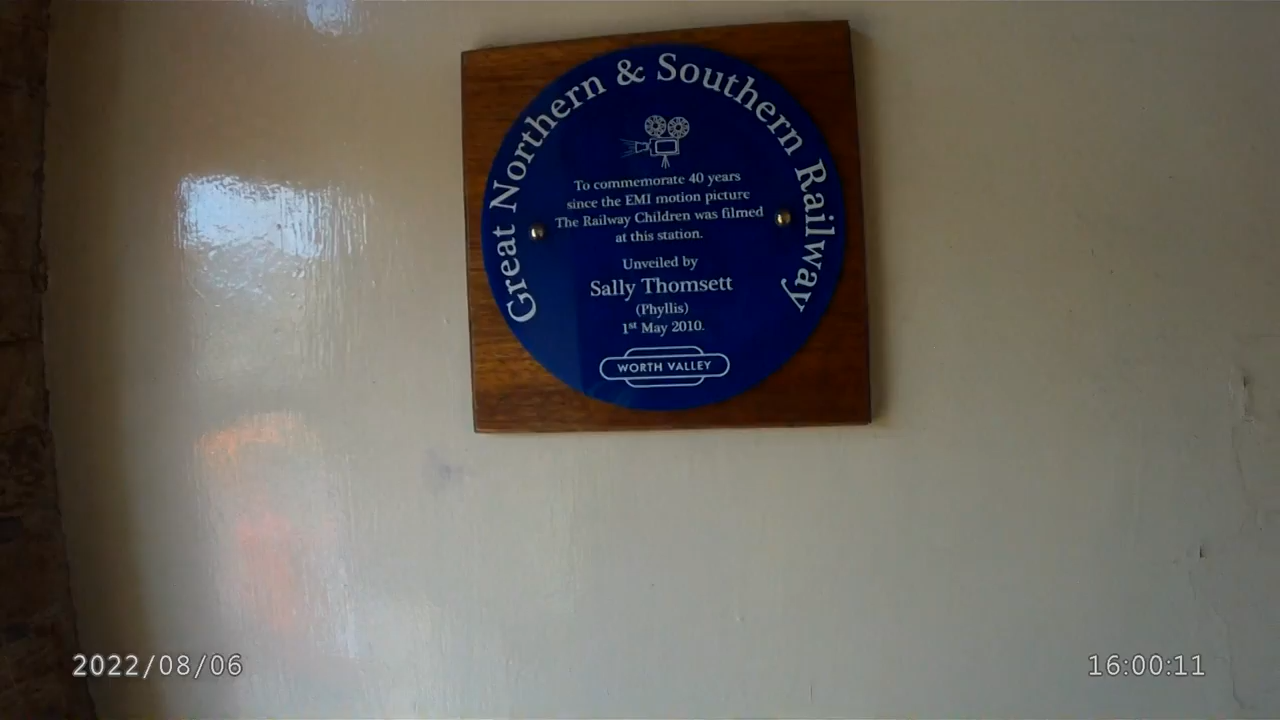 Great Northern & Southern Railway
To commemorate 40 years
since the EMI motion picture
The Railway Children was filmed
at this station.
Unveiled by
Sally Thomsett
(Phyllis)
1st May 2010.
WORTH VALLEY
2022/08/06
16:00:11